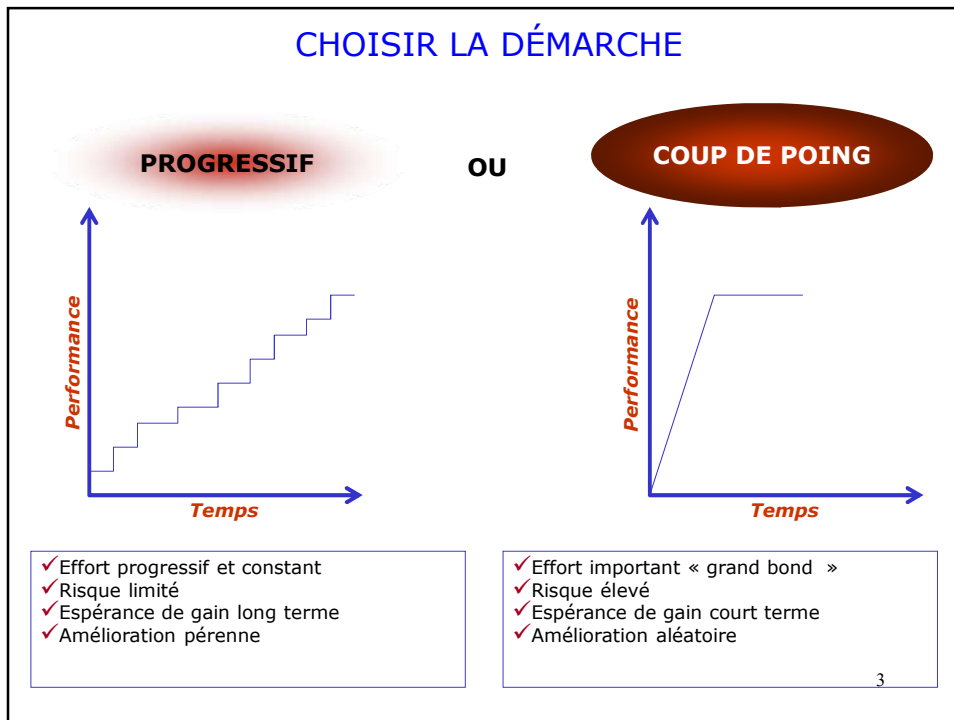 CHOISIR LA DÉMARCHE
PROGRESSIF
OU
COUP DE POING
Performance
Temps
Performance
Temps
✓Effort progressif et constant
✓Risque limité
✓Espérance de gain long terme
✓Amélioration pérenne
✓Effort important « grand bond  »
✓Risque élevé
✓Espérance de gain court terme
✓Amélioration aléatoire
3